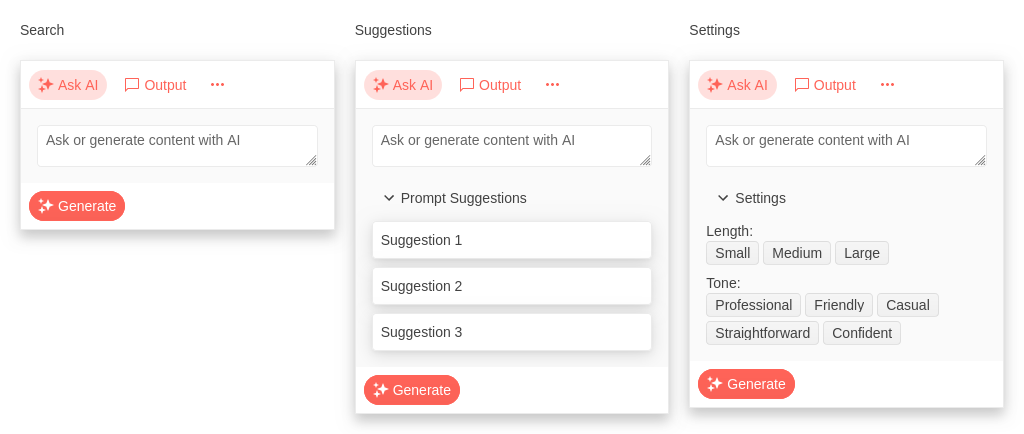 Search
Ask AI Output
Ask or generate content with AI
Generate
Suggestions
Ask AI Output
Ask or generate content with AI
Prompt Suggestions
Suggestion 1
Suggestion 2
Suggestion 3
Generate
Settings
Ask AI Output
Ask or generate content with AI
Settings
Length:
Small Medium Large
Tone:
Professional Friendly Casual
Straightforward Confident
Generate